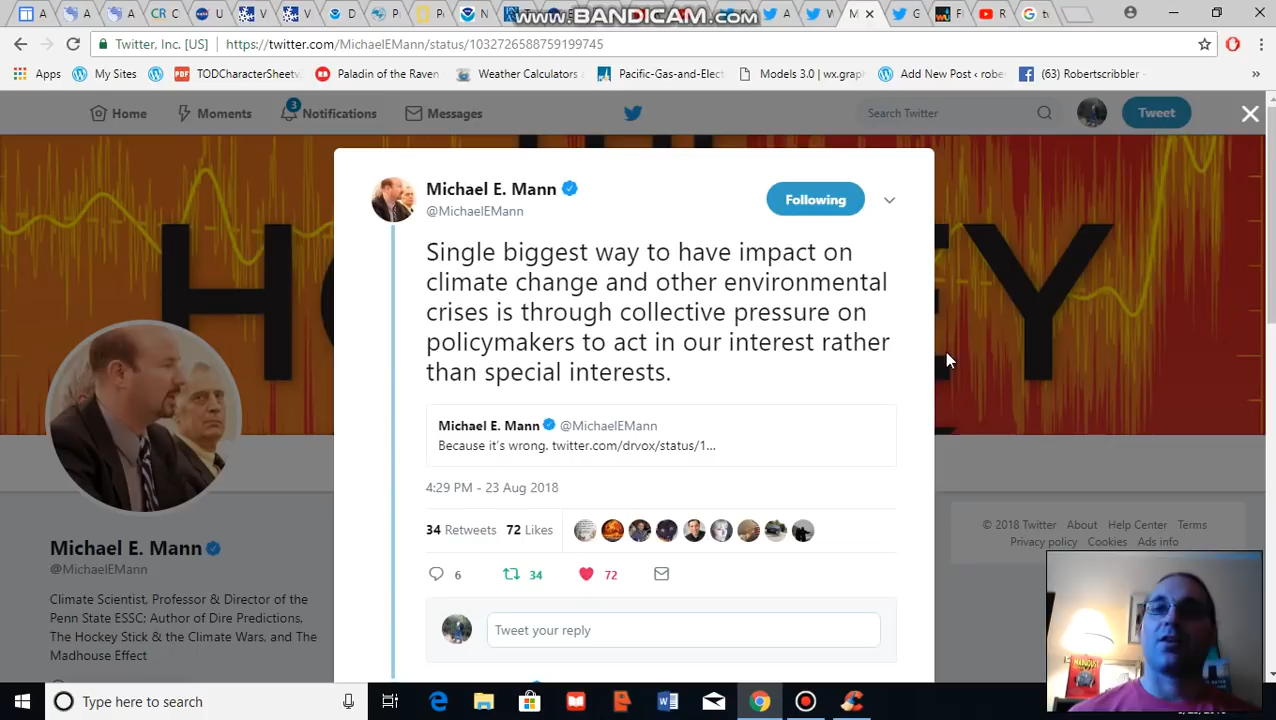 www.BANDICAM.com
Twitter, Inc. [US] https://twitter.com/MichaelEMann/status/1032726588759199745
Apps My Sites TODCharacterSheetv Paladin of the Raven Weather Calculators Pacific-Gas-and-Elect Models 3.0 | wx.grap Add New Post ‹ robe (63) Robertscribbler
Home Moments 3 Notifications Messages Search Twitter Tweet
Michael E. Mann
@MichaelEMann
Following
Single biggest way to have impact on
climate change and other environmental
crises is through collective pressure on
policymakers to act in our interest rather
than special interests.
Michael E. Mann @MichaelEMann
Because it's wrong. twitter.com/drvox/status/1...
4:29 PM - 23 Aug 2018
34 Retweets 72 Likes
6 34 72
Tweet your reply
Michael E. Mann
@MichaelEMann
Climate Scientist, Professor & Director of the
Penn State ESSC; Author of Dire Predictions,
The Hockey Stick & the Climate Wars, and The
Madhouse Effect
© 2018 Twitter About Help Center Terms
Privacy policy Cookies Ads info
Type here to search